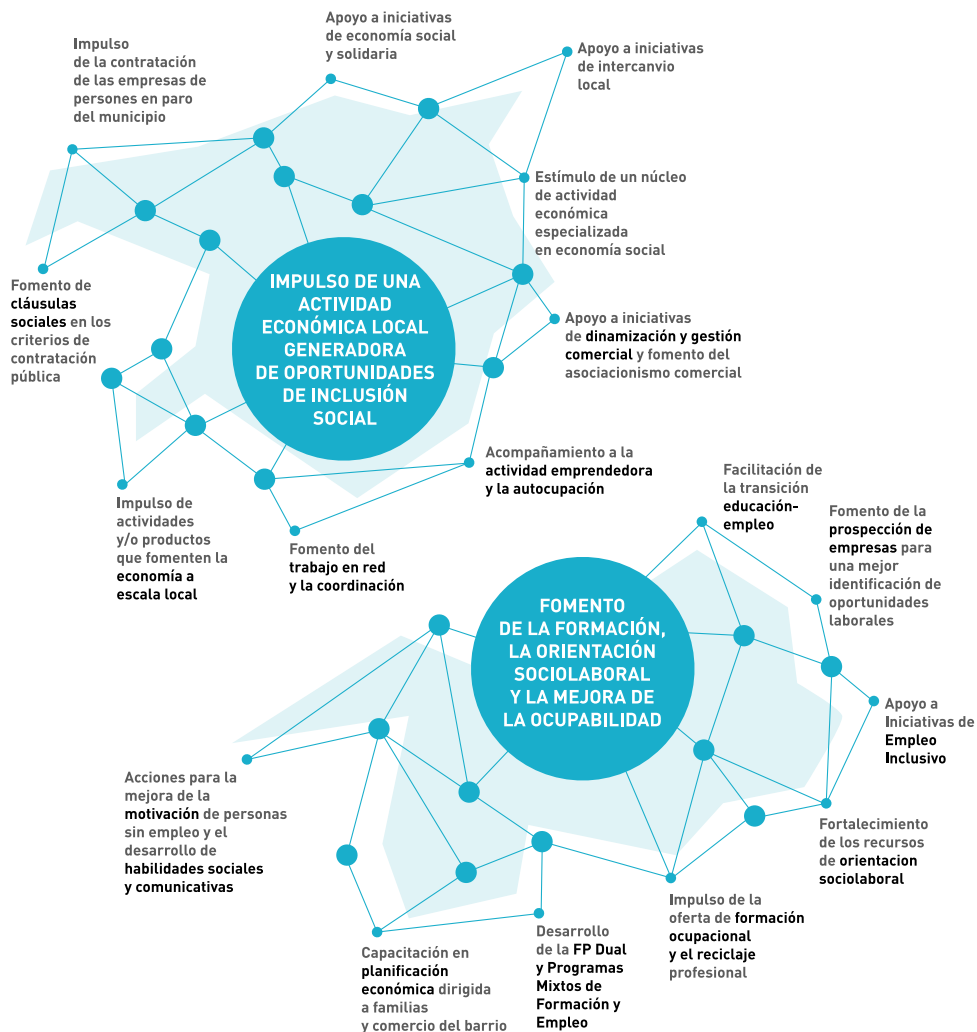 Apoyo a iniciativas
de economía social
y solidaria
Impulso
de la contratación
de las empresas de
persones en paro
del municipio
Apoyo a iniciativas
de intercanvio
local
Estímulo de un núcleo
de actividad
económica
especializada
en economía social
IMPULSO DE UNA
ACTIVIDAD
ECONÓMICA LOCAL
GENERADORA
DE OPORTUNIDADES
DE INCLUSIÓN
SOCIAL
Fomento de
cláusulas
sociales en los
criterios de
contratación
pública
Apoyo a iniciativas
de dinamización y gestión
comercial y fomento del
asociacionismo comercial
Acompañamiento a la
actividad emprendedora
y la autocupación
Impulso de
actividades
y/o productos
que fomenten la
economía a
escala local
Fomento del
trabajo en red
y la coordinación
Facilitación de
la transición
educación-
empleo
Fomento de la
prospección de
empresas para
una mejor
identificación de
oportunidades
laborales
FOMENTO
DE LA FORMACIÓN,
LA ORIENTACIÓN
SOCIOLABORAL
Y LA MEJORA DE
LA OCUPABILIDAD
Apoyo a
Iniciativas de
Empleo
Inclusivo
Acciones para la
mejora de la
motivación de personas
sin empleo y el
desarrollo de
habilidades sociales
y comunicativas
Fortalecimiento
de los recursos
de orientacion
sociolaboral
Impulso de la
oferta de formación
ocupacional
y el reciclaje
profesional
Desarrollo
de la FP Dual
y Programas
Mixtos de
Formación y
Empleo
Capacitación en
planificación
económica dirigida
a familias
y comercio del barrio